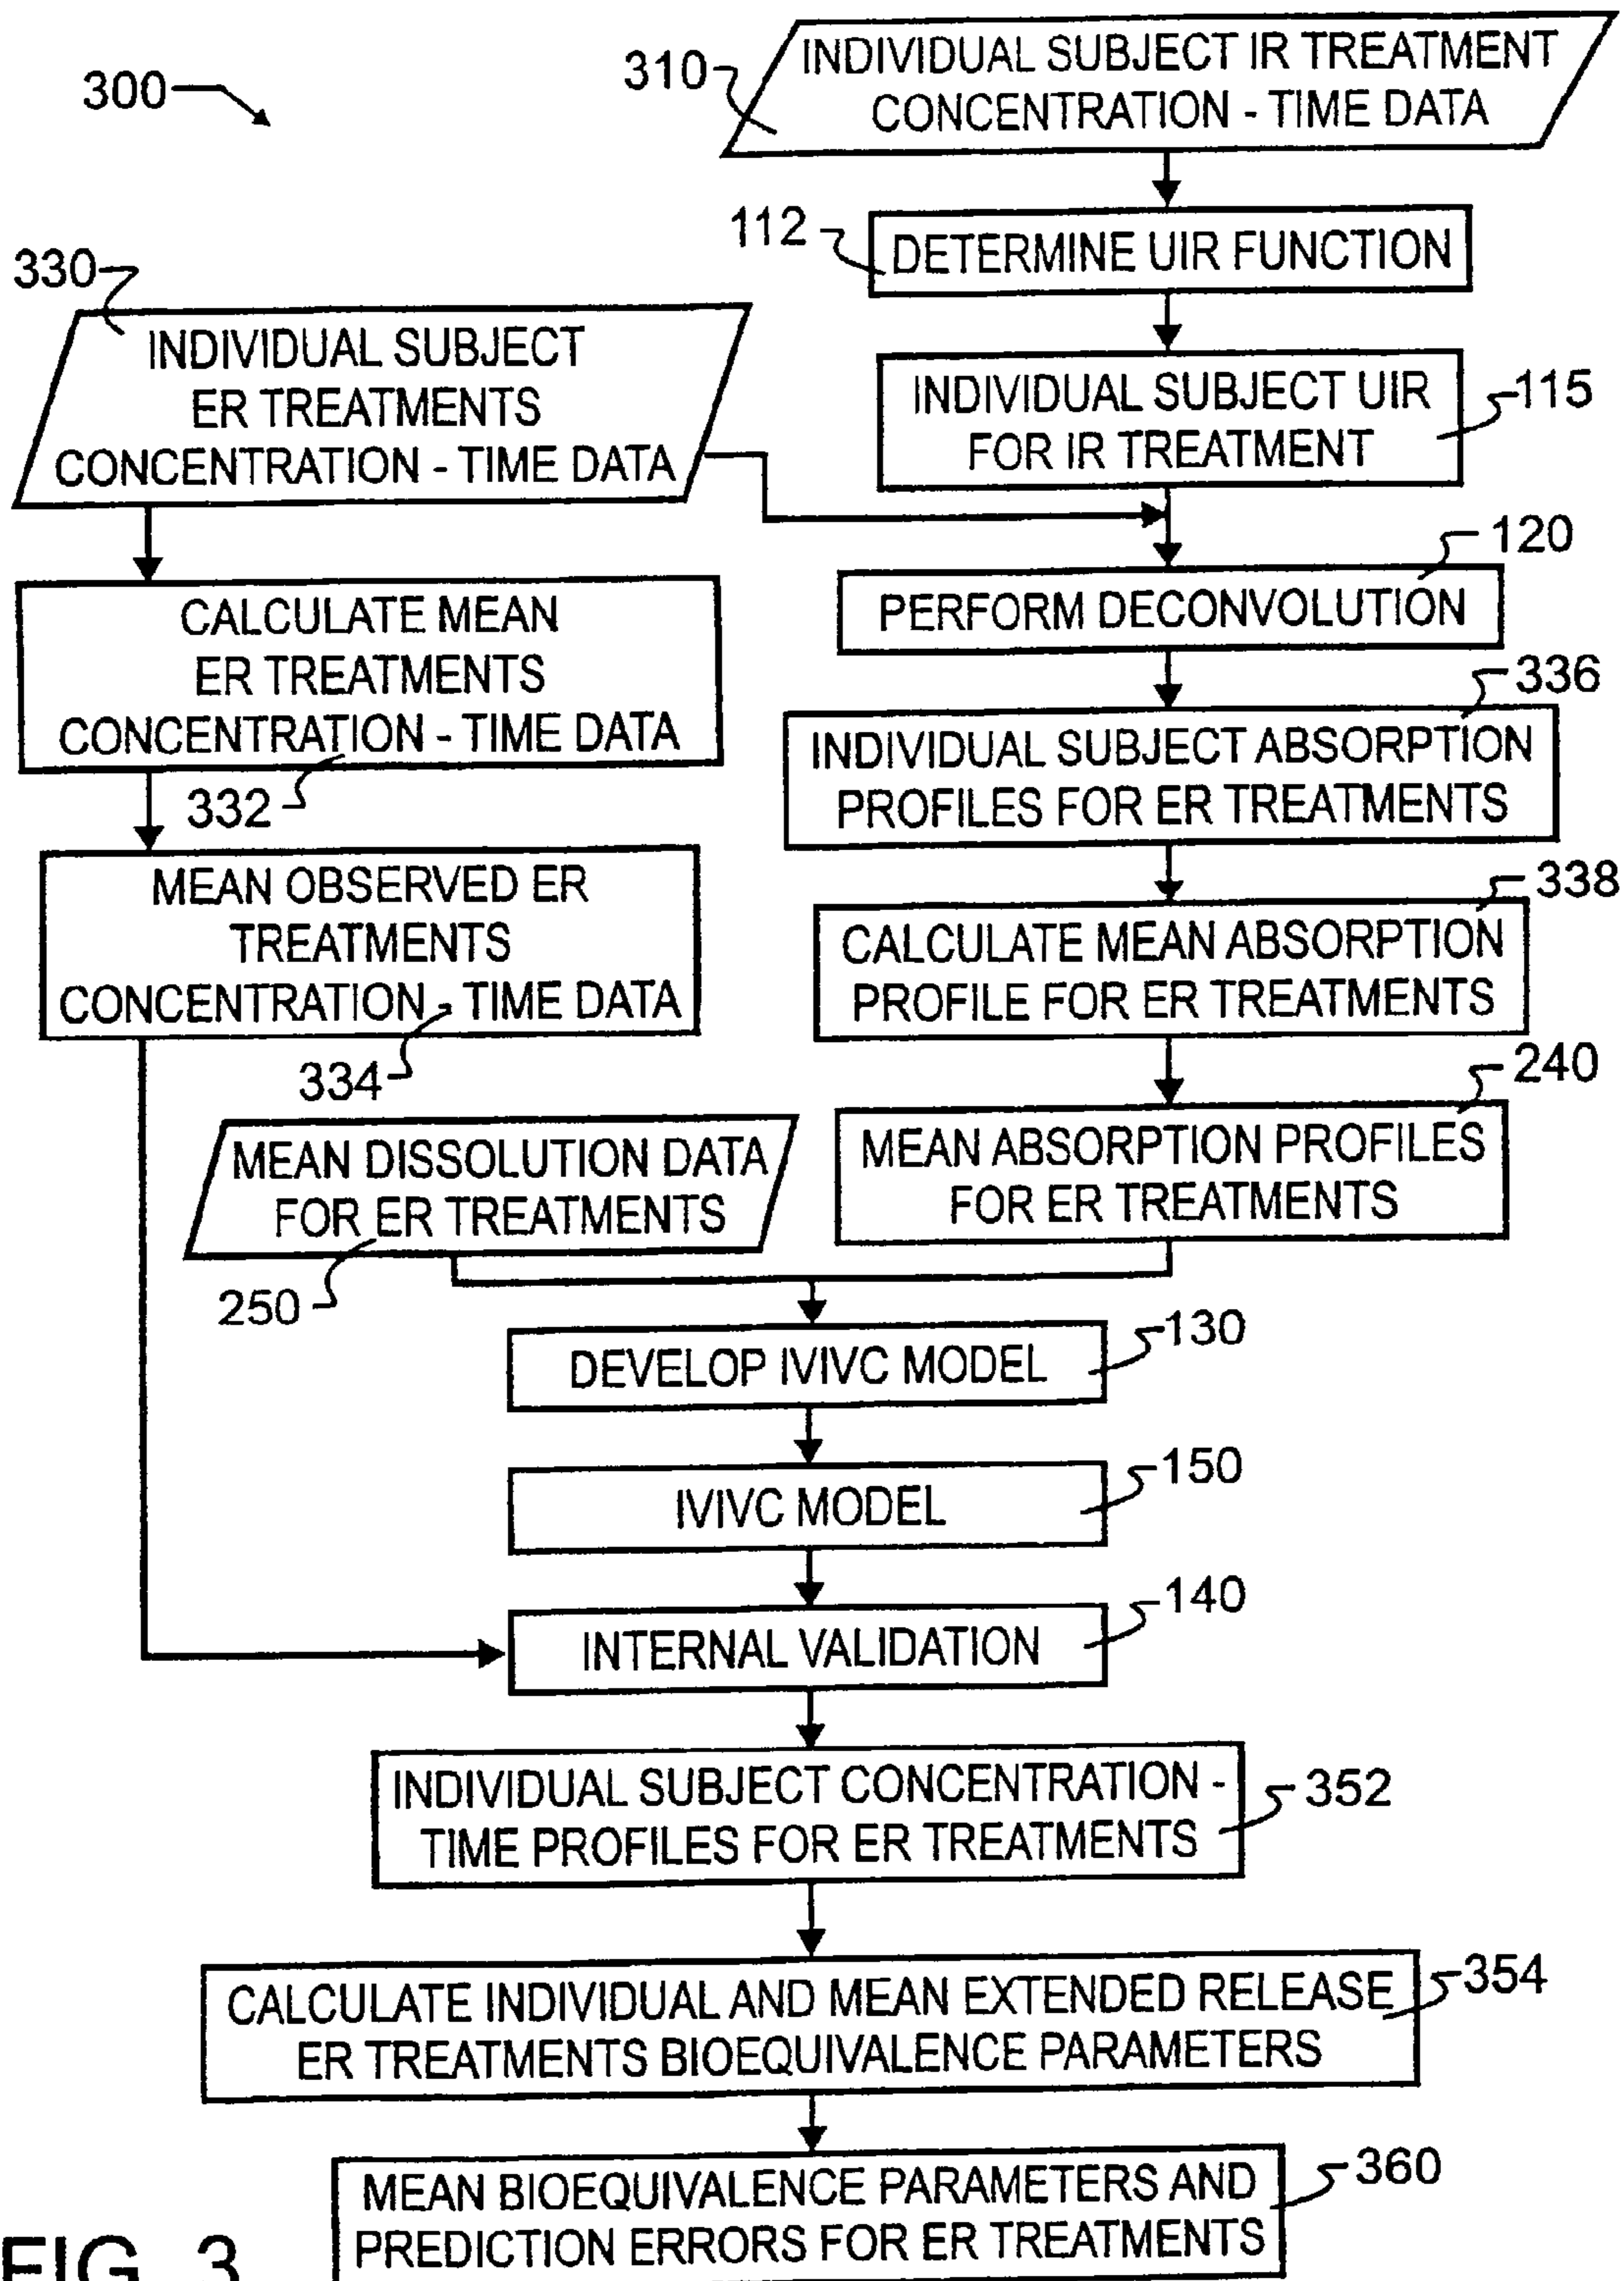 300
310
INDIVIDUAL SUBJECT IR TREATMENT
CONCENTRATION - TIME DATA
112
DETERMINE UIR FUNCTION
330
INDIVIDUAL SUBJECT
ER TREATMENTS
CONCENTRATION - TIME DATA
INDIVIDUAL SUBJECT UIR
FOR IR TREATMENT
115
120
PERFORM DECONVOLUTION
CALCULATE MEAN
ER TREATMENTS
CONCENTRATION - TIME DATA
332
336
INDIVIDUAL SUBJECT ABSORPTION
PROFILES FOR ER TREATMENTS
MEAN OBSERVED ER
TREATMENTS
CONCENTRATION - TIME DATA
334
338
CALCULATE MEAN ABSORPTION
PROFILE FOR ER TREATMENTS
240
MEAN DISSOLUTION DATA
FOR ER TREATMENTS
250
MEAN ABSORPTION PROFILES
FOR ER TREATMENTS
130
DEVELOP IVIVC MODEL
150
IVIVC MODEL
140
INTERNAL VALIDATION
INDIVIDUAL SUBJECT CONCENTRATION -
TIME PROFILES FOR ER TREATMENTS
352
CALCULATE INDIVIDUAL AND MEAN EXTENDED RELEASE
ER TREATMENTS BIOEQUIVALENCE PARAMETERS
354
MEAN BIOEQUIVALENCE PARAMETERS AND
PREDICTION ERRORS FOR ER TREATMENTS
360
FIG. 3